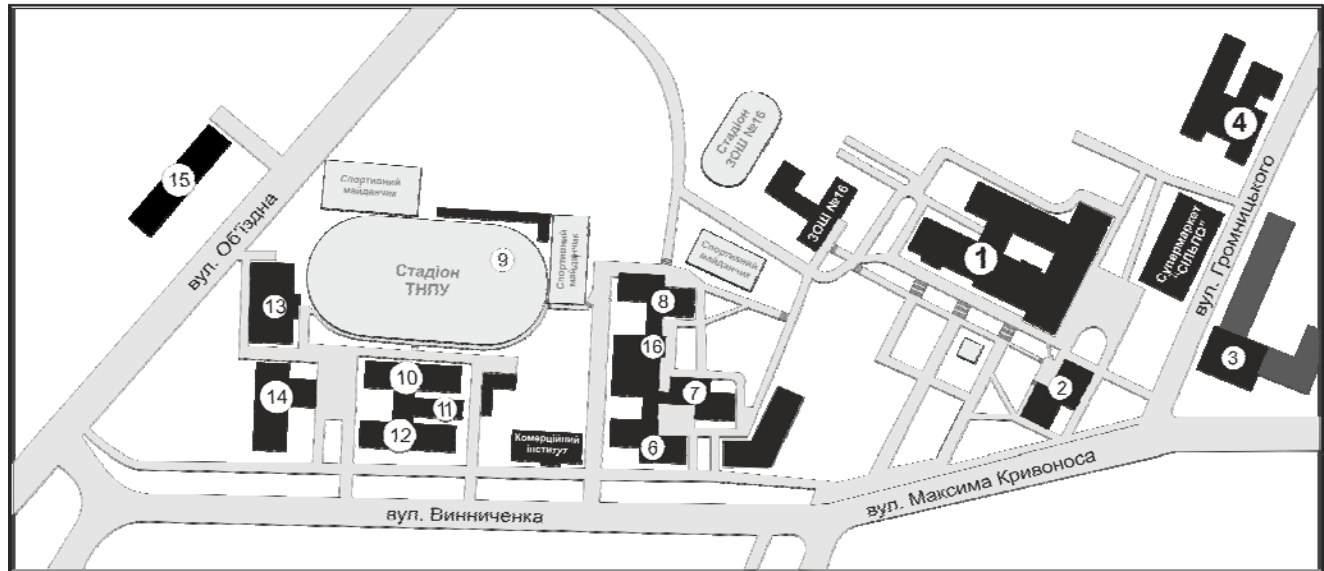 Стадіон
ЗОШ №16
4
15
Спортивний
майданчик
ЗОШ №16
вул. Об'їздна
9
Стадіон
ТНПУ
Спортивний
майданчик
Спортивний
майданчик
1
Супермаркет
"СІЛЬПО"
вул. Громницького
13
8
16
3
10
7
2
14
11
12
Комерційний
інститут
6
вул. Винниченка
вул. Максима Кривоноса